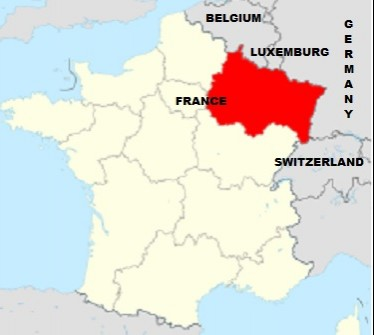 BELGIUM
LUXEMBURG
GERMANY
FRANCE
SWITZERLAND